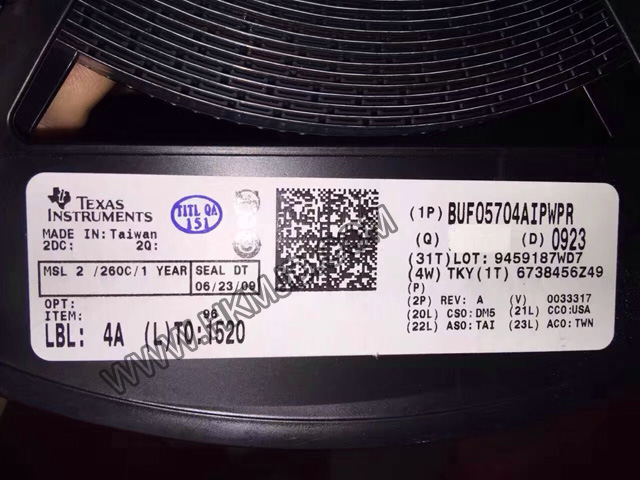 TEXAS
INSTRUMENTS
TITL QA
151
MADE IN: Taiwan
2DC: 2Q:
MSL 2 /260C/1 YEAR
SEAL DT
06/23/09
OPT:
ITEM:
LBL: 4A (L)TO:1520
(1P) BUF05704AIPWPR
(Q (D) 0923
(31T)LOT: 9459187WD7
(4W) TKY(1T) 6738456Z49
(P)
(2P) REV: A (V) 0033317
(20L) CSO:DM5 (21L) CCO:USA
(22L) ASO:TAI (23L) ACO:TWN